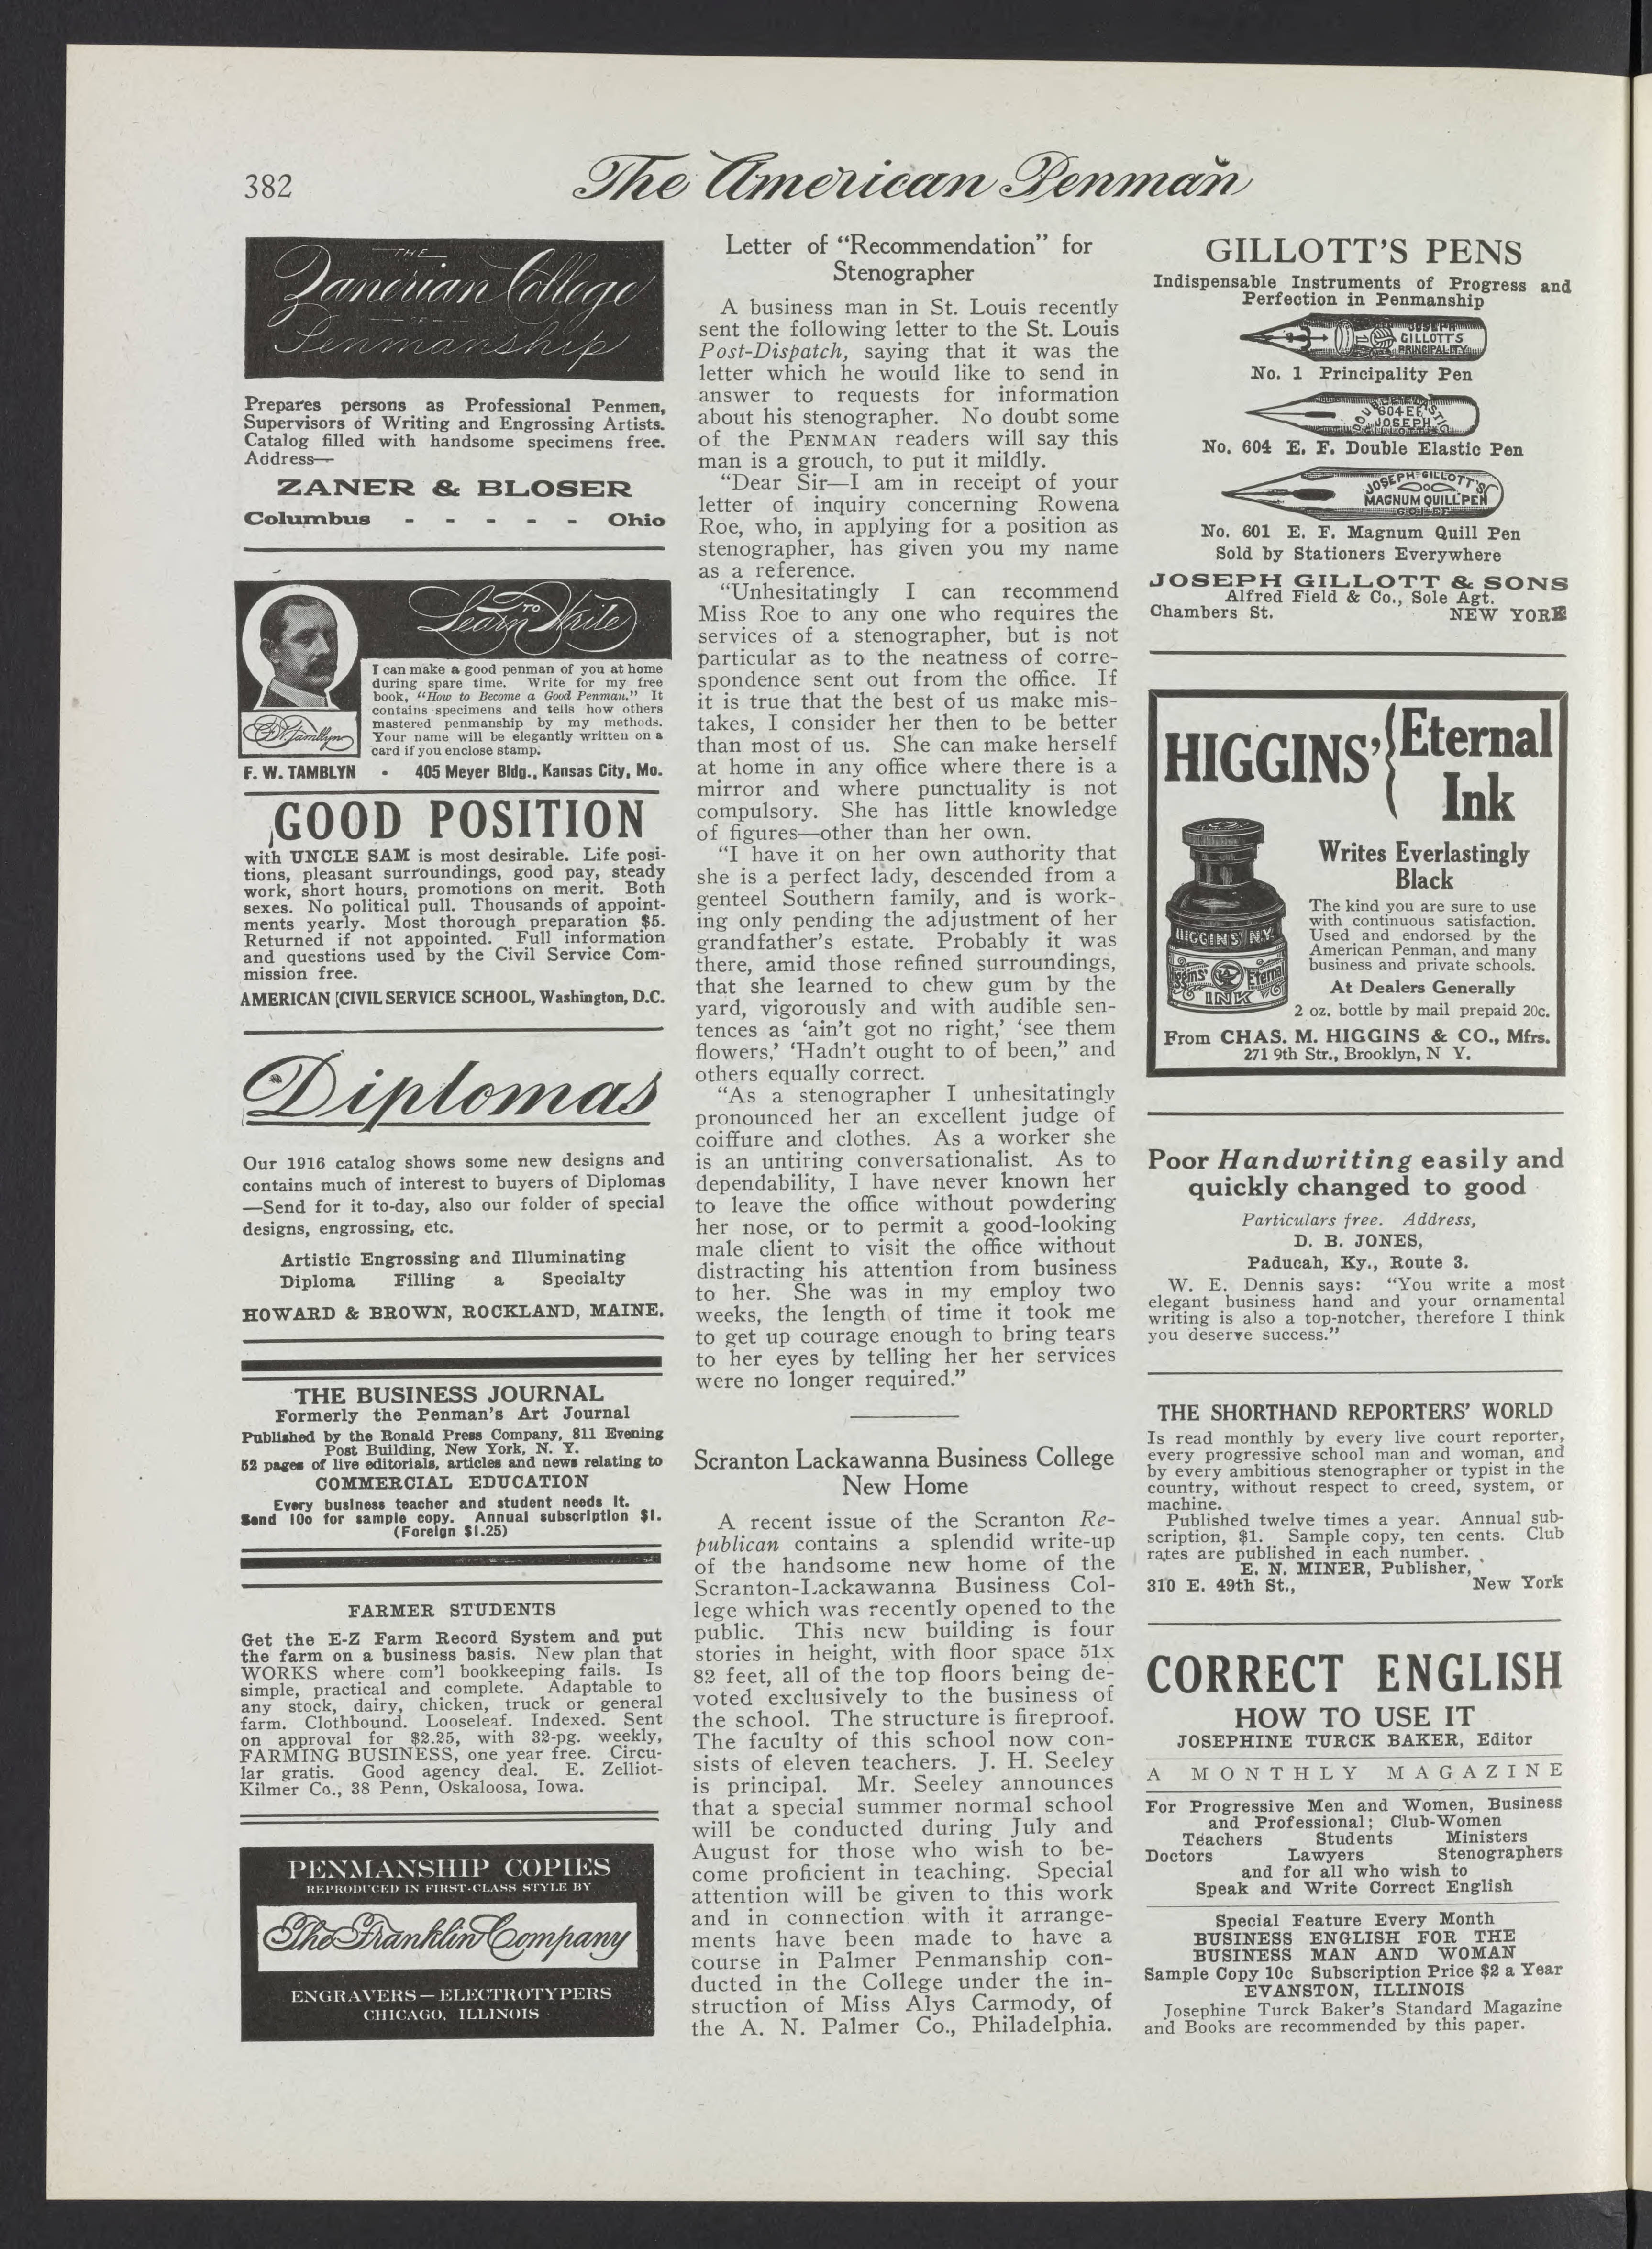 382
The American Penman
THE
Zanerian College
OF
Penmanship
Prepares persons as Professional Penmen,
Supervisors of Writing and Engrossing Artists.
Catalog filled with handsome specimens free.
Address—
ZANER & BLOSER
Columbus - - - - - Ohio
Learn TO Write
I can make a good penman of you at home
during spare time. Write for my free
book, "How to Become a Good Penman." It
contains specimens and tells how others
mastered penmanship by my methods.
Your name will be elegantly written on a
card if you enclose stamp.
F. W. Tamblyn
F. W. TAMBLYN - 405 Meyer Bldg., Kansas City, Mo.
GOOD POSITION
with UNCLE SAM is most desirable. Life posi-
tions, pleasant surroundings, good pay, steady
work, short hours, promotions on merit. Both
sexes. No political pull. Thousands of appoint-
ments yearly. Most thorough preparation $5.
Returned if not appointed. Full information
and questions used by the Civil Service Com-
mission free.
AMERICAN [CIVIL SERVICE SCHOOL, Washington, D.C.
Diplomas
Our 1916 catalog shows some new designs and
contains much of interest to buyers of Diplomas
—Send for it to-day, also our folder of special
designs, engrossing, etc.
Artistic Engrossing and Illuminating
Diploma Filling a Specialty
HOWARD & BROWN, ROCKLAND, MAINE.
THE BUSINESS JOURNAL
Formerly the Penman's Art Journal
Published by the Ronald Press Company, 811 Evening
Post Building, New York, N. Y.
52 pages of live editorials, articles and news relating to
COMMERCIAL EDUCATION
Every business teacher and student needs it.
Send 10c for sample copy. Annual subscription $1.
(Foreign $1.25)
FARMER STUDENTS
Get the E-Z Farm Record System and put
the farm on a business basis. New plan that
WORKS where com'l bookkeeping fails. Is
simple, practical and complete. Adaptable to
any stock, dairy, chicken, truck or general
farm. Clothbound. Looseleaf. Indexed. Sent
on approval for $2.25, with 32-pg. weekly,
FARMING BUSINESS, one year free. Circu-
lar gratis. Good agency deal. E. Zelliot-
Kilmer Co., 38 Penn, Oskaloosa, Iowa.
PENMANSHIP COPIES
REPRODUCED IN FIRST-CLASS STYLE BY
The Franklin Company
ENGRAVERS—ELECTROTYPERS
CHICAGO, ILLINOIS
Letter of "Recommendation" for
Stenographer
A business man in St. Louis recently
sent the following letter to the St. Louis
Post-Dispatch, saying that it was the
letter which he would like to send in
answer to requests for information
about his stenographer. No doubt some
of the PENMAN readers will say this
man is a grouch, to put it mildly.
"Dear Sir—I am in receipt of your
letter of inquiry concerning Rowena
Roe, who, in applying for a position as
stenographer, has given you my name
as a reference.
"Unhesitatingly I can recommend
Miss Roe to any one who requires the
services of a stenographer, but is not
particular as to the neatness of corre-
spondence sent out from the office. If
it is true that the best of us make mis-
takes, I consider her then to be better
than most of us. She can make herself
at home in any office where there is a
mirror and where punctuality is not
compulsory. She has little knowledge
of figures—other than her own.
"I have it on her own authority that
she is a perfect lady, descended from a
genteel Southern family, and is work-
ing only pending the adjustment of her
grandfather's estate. Probably it was
there, amid those refined surroundings,
that she learned to chew gum by the
yard, vigorously and with audible sen-
tences as 'ain't got no right,' 'see them
flowers,' 'Hadn't ought to of been," and
others equally correct.
"As a stenographer I unhesitatingly
pronounced her an excellent judge of
coiffure and clothes. As a worker she
is an untiring conversationalist. As to
dependability, I have never known her
to leave the office without powdering
her nose, or to permit a good-looking
male client to visit the office without
distracting his attention from business
to her. She was in my employ two
weeks, the length of time it took me
to get up courage enough to bring tears
to her eyes by telling her her services
were no longer required."
Scranton Lackawanna Business College
New Home
A recent issue of the Scranton Re-
publican contains a splendid write-up
of the handsome new home of the
Scranton-Lackawanna Business Col-
lege which was recently opened to the
public. This new building is four
stories in height, with floor space 51x
82 feet, all of the top floors being de-
voted exclusively to the business of
the school. The structure is fireproof.
The faculty of this school now con-
sists of eleven teachers. J. H. Seeley
is principal. Mr. Seeley announces
that a special summer normal school
will be conducted during July and
August for those who wish to be-
come proficient in teaching. Special
attention will be given to this work
and in connection with it arrange-
ments have been made to have a
course in Palmer Penmanship con-
ducted in the College under the in-
struction of Miss Alys Carmody, of
the A. N. Palmer Co., Philadelphia.
GILLOTT'S PENS
Indispensable Instruments of Progress and
Perfection in Penmanship
JOSEPH
GILLOTT'S
PRINCIPALITY
No. 1 Principality Pen
DOUBLE ELASTIC
604 EF
JOSEPH
GILLOTT'S
No. 604 E. F. Double Elastic Pen
JOSEPH GILLOTT'S
MAGNUM QUILL PEN
601 EF
No. 601 E. F. Magnum Quill Pen
Sold by Stationers Everywhere
JOSEPH GILLOTT & SONS
Alfred Field & Co., Sole Agt.
Chambers St. NEW YORK
HIGGINS' Eternal
Ink
Writes Everlastingly
Black
The kind you are sure to use
with continuous satisfaction.
Used and endorsed by the
American Penman, and many
business and private schools.
At Dealers Generally
2 oz. bottle by mail prepaid 20c.
HIGGINS' N.Y.
Higgins' Eternal
INK
From CHAS. M. HIGGINS & CO., Mfrs.
271 9th Str., Brooklyn, N Y.
Poor Handwriting easily and
quickly changed to good
Particulars free. Address,
D. B. JONES,
Paducah, Ky., Route 3.
W. E. Dennis says: "You write a most
elegant business hand and your ornamental
writing is also a top-notcher, therefore I think
you deserve success."
THE SHORTHAND REPORTERS' WORLD
Is read monthly by every live court reporter,
every progressive school man and woman, and
by every ambitious stenographer or typist in the
country, without respect to creed, system, or
machine.
Published twelve times a year. Annual sub-
scription, $1. Sample copy, ten cents. Club
rates are published in each number.
E. N. MINER, Publisher,
310 E. 49th St., New York
CORRECT ENGLISH
HOW TO USE IT
JOSEPHINE TURCK BAKER, Editor
A MONTHLY MAGAZINE
For Progressive Men and Women, Business
and Professional; Club-Women
Teachers Students Ministers
Doctors Lawyers Stenographers
and for all who wish to
Speak and Write Correct English
Special Feature Every Month
BUSINESS ENGLISH FOR THE
BUSINESS MAN AND WOMAN
Sample Copy 10c Subscription Price $2 a Year
EVANSTON, ILLINOIS
Josephine Turck Baker's Standard Magazine
and Books are recommended by this paper.